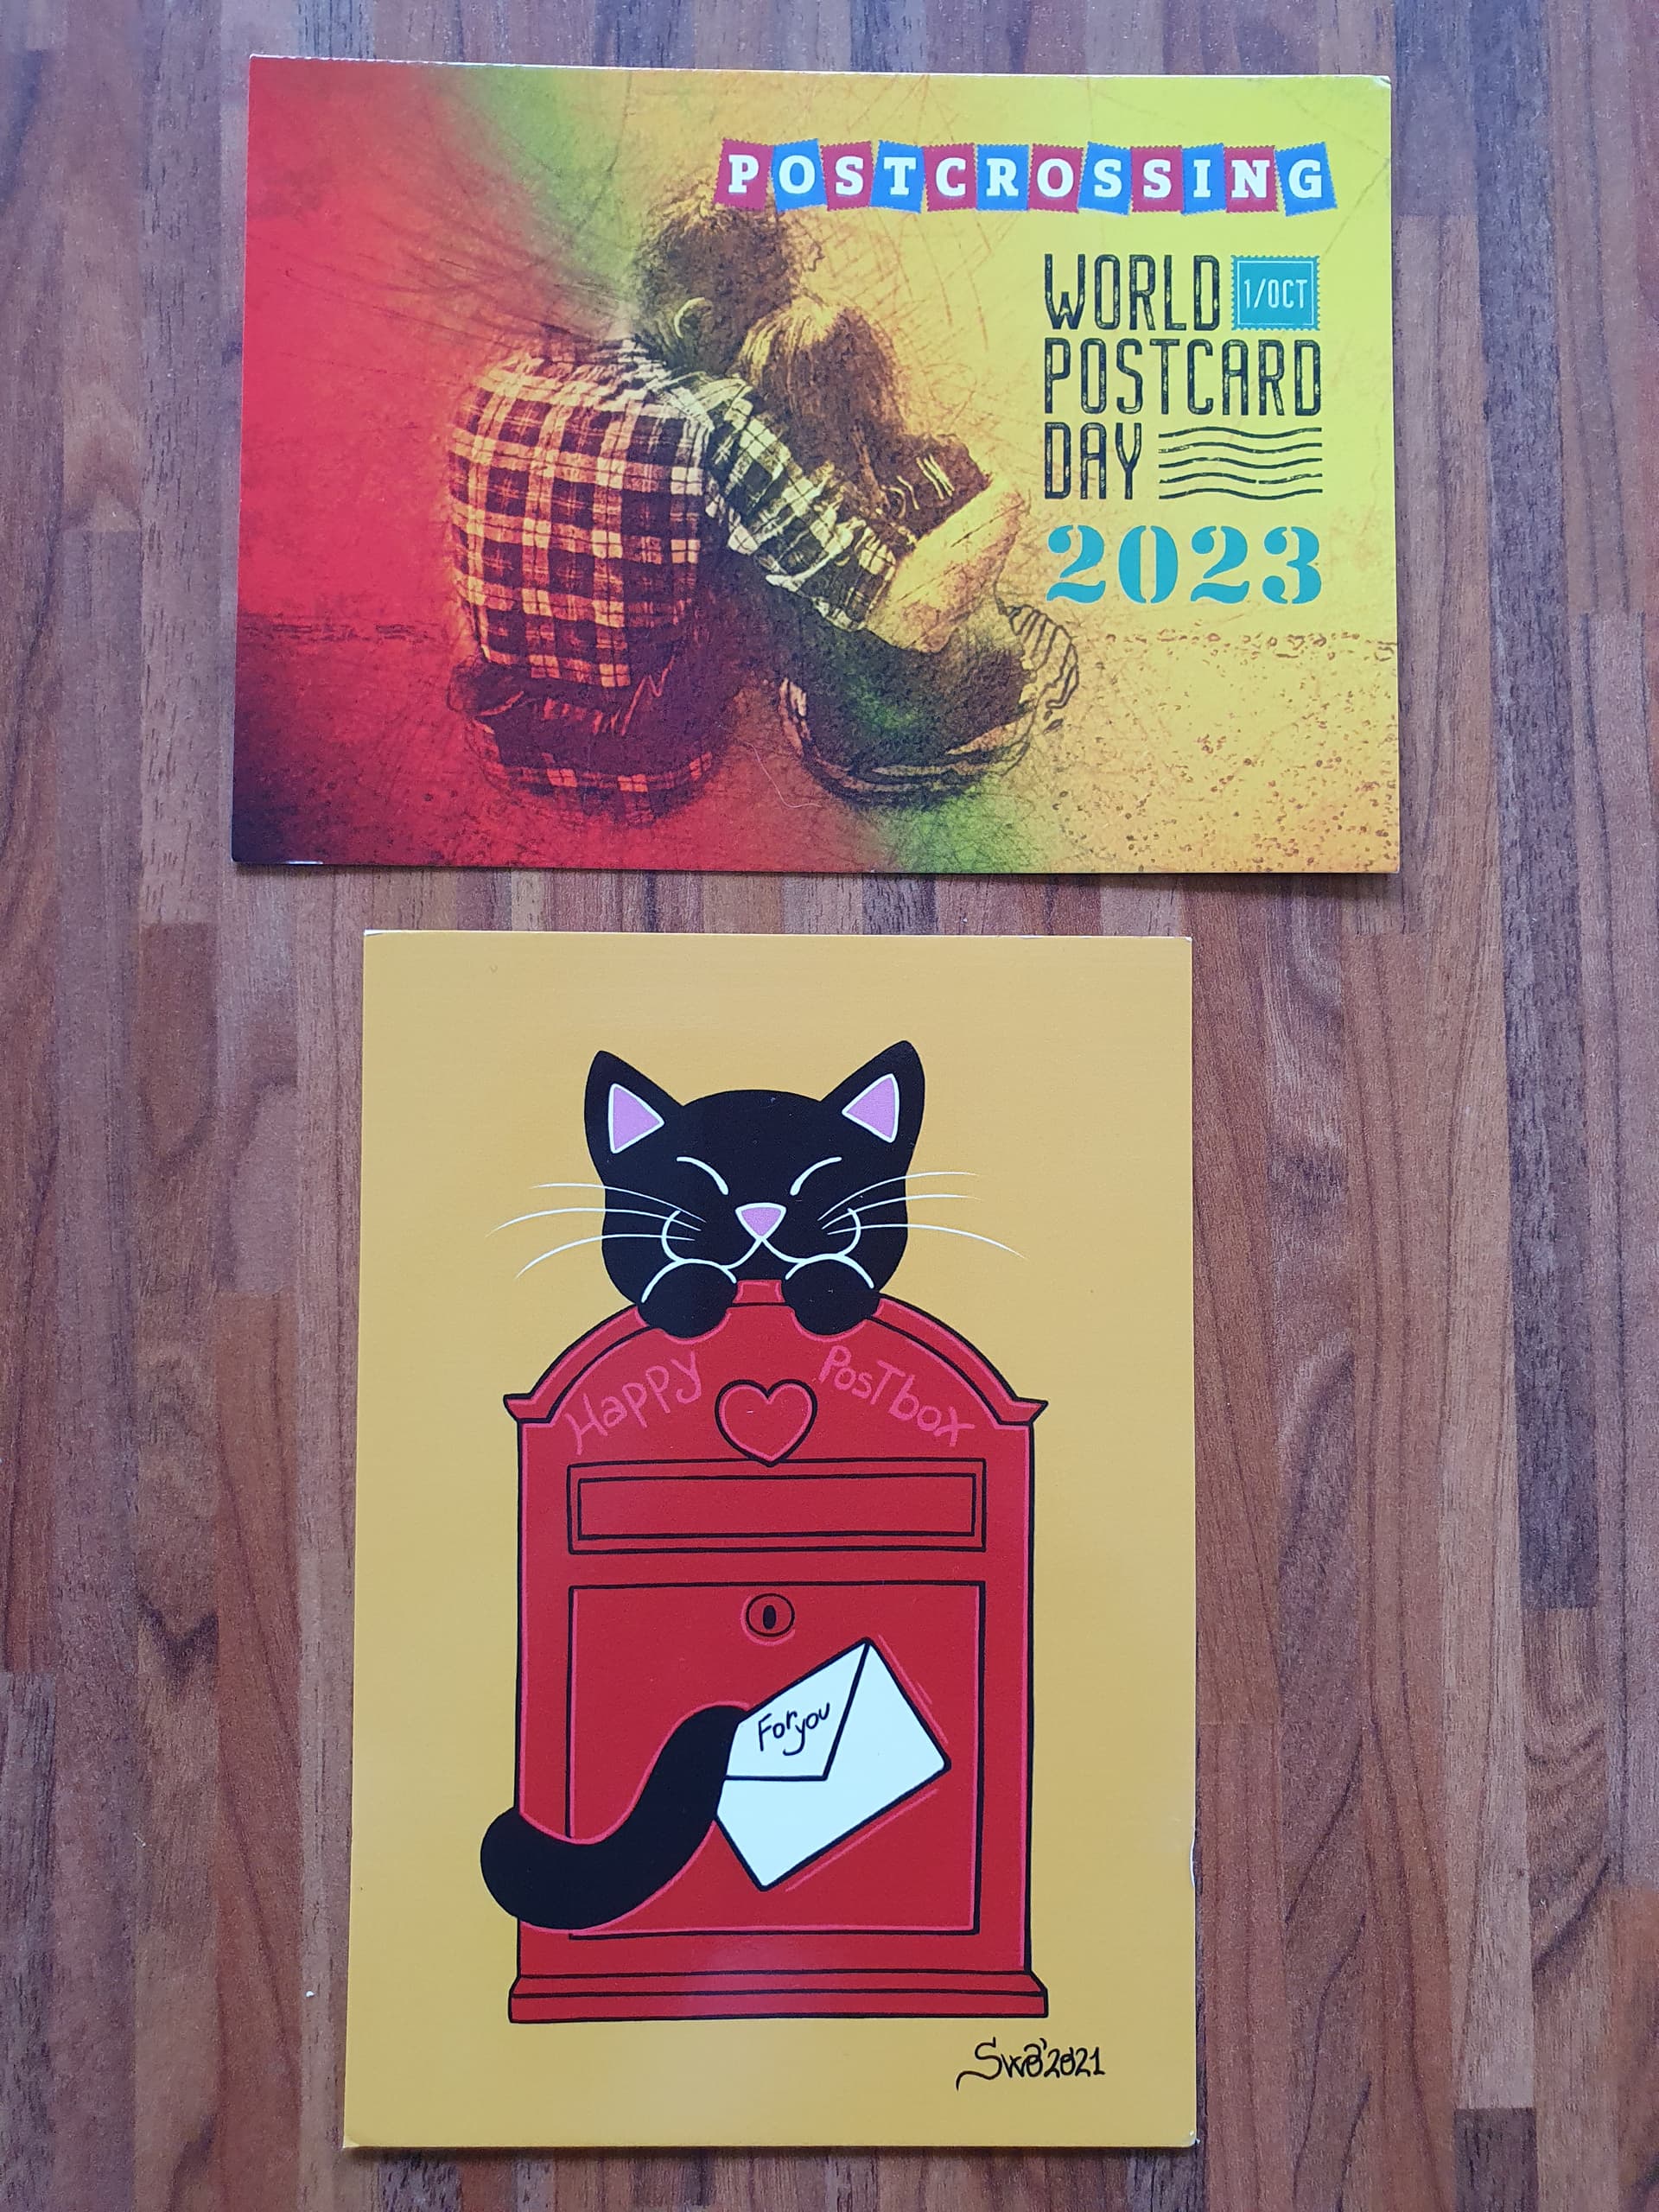 POSTCROSSING
WORLD 1/OCT
POSTCARD
DAY
2023
Happy PosTbox
For you
Swa'2021